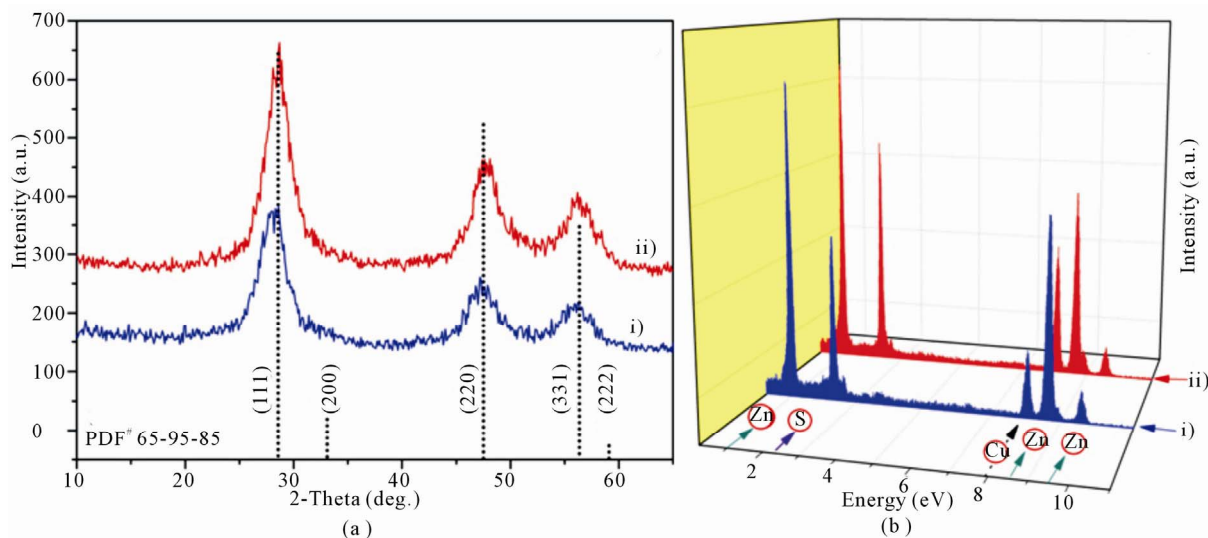 700
600
500
400
300
200
100
0
Intensity (a.u.)
ii)
i)
(111)
(200)
(220)
(331)
(222)
PDF# 65-95-85
10
20
30
40
50
60
2-Theta (deg.)
(a)
Intensity (a.u.)
ii)
i)
Zn
S
Cu
Zn
Zn
2
4
6
8
10
Energy (eV)
(b)